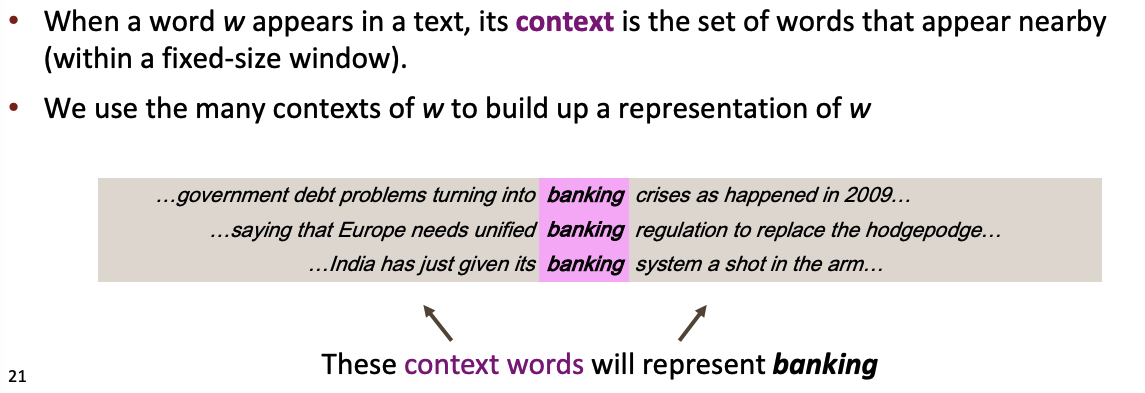 • When a word w appears in a text, its context is the set of words that appear nearby
(within a fixed-size window).
• We use the many contexts of w to build up a representation of w
…government debt problems turning into banking crises as happened in 2009…
…saying that Europe needs unified banking regulation to replace the hodgepodge…
…India has just given its banking system a shot in the arm…
These context words will represent banking
21